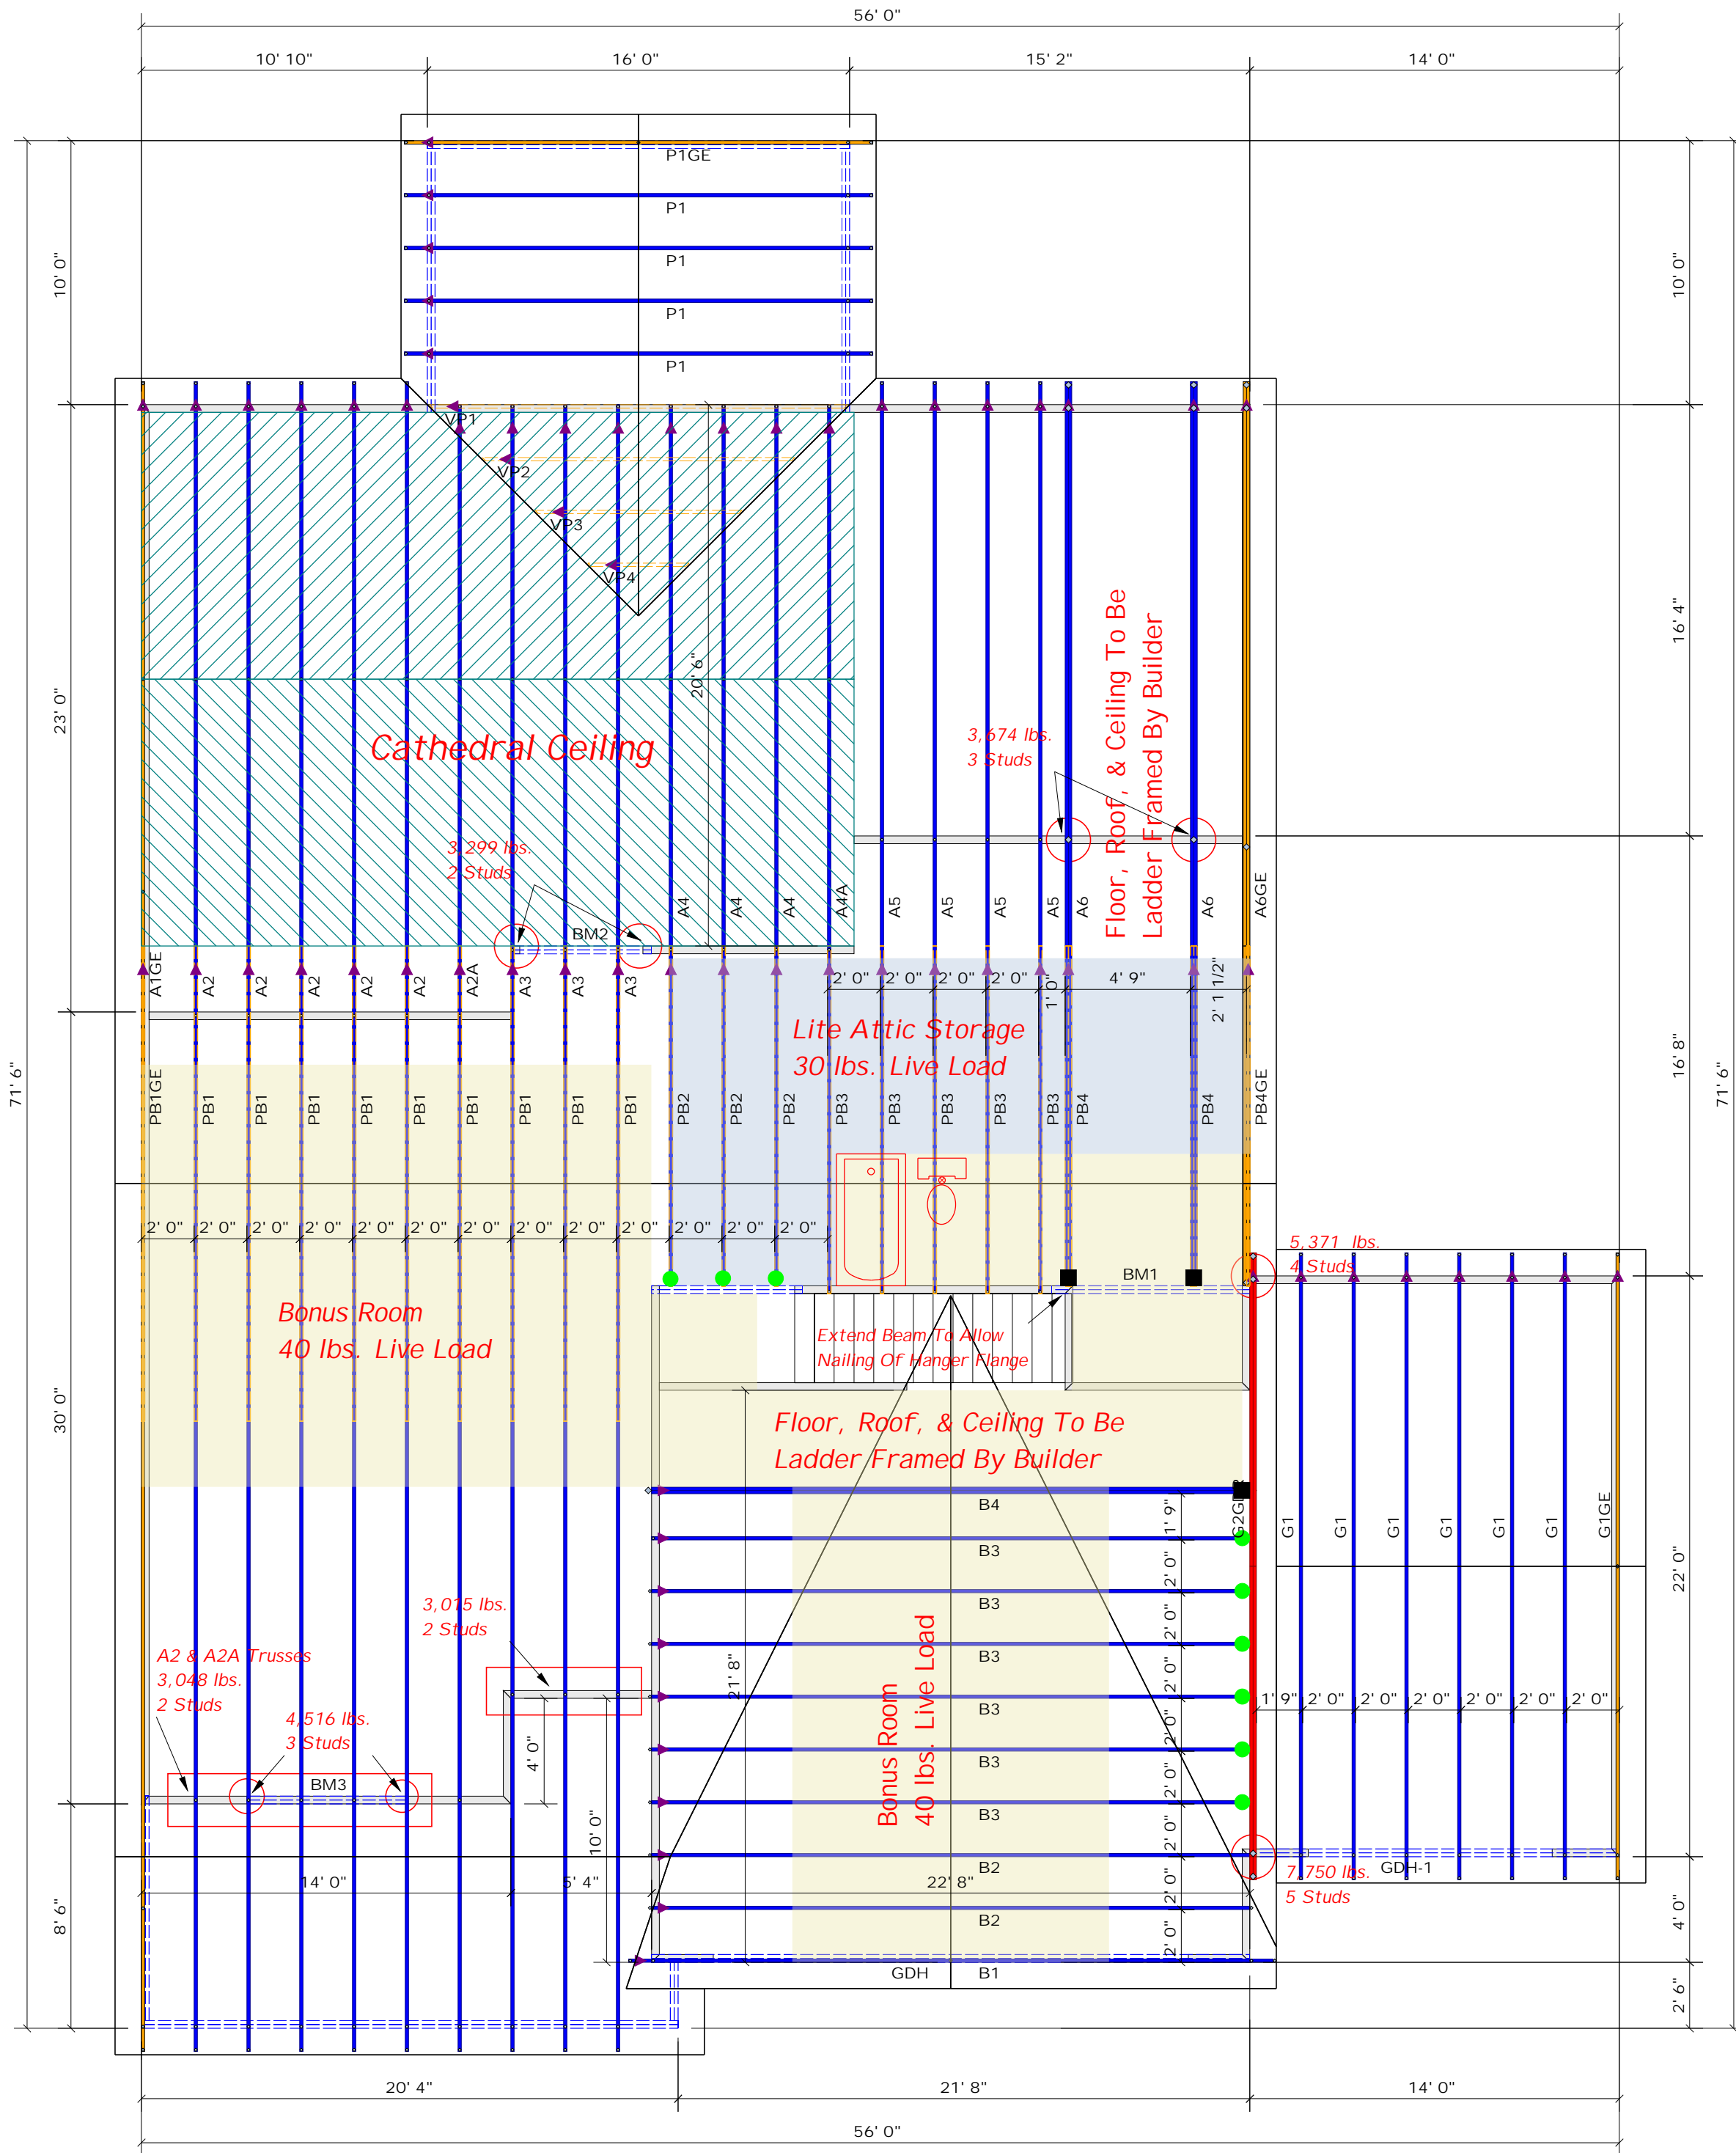 56' 0"
10' 10"
16' 0"
15' 2"
14' 0"
P1GE
P1
P1
P1
P1
10' 0"
10' 0"
VP1
VP2
VP3
VP4
23' 0"
20' 6"
16' 4"
Floor, Roof, & Ceiling To Be
Ladder Framed By Builder
Cathedral Ceiling
3,674 lbs.
3 Studs
3,299 lbs.
2 Studs
BM2
A4
A4
A4
A4A
A5
A5
A5
A5
A6
A6
A6GE
A1GE
A2
A2
A2
A2
A2
A2A
A3
A3
A3
2' 0"
2' 0"
2' 0"
2' 0"
1' 0"
4' 9"
2' 1 1/2"
Lite Attic Storage
30 lbs. Live Load
71' 6"
16' 8"
71' 6"
PB1GE
PB1
PB1
PB1
PB1
PB1
PB1
PB1
PB1
PB1
PB2
PB2
PB2
PB3
PB3
PB3
PB3
PB3
PB4
PB4
PB4GE
2' 0"
2' 0"
2' 0"
2' 0"
2' 0"
2' 0"
2' 0"
2' 0"
2' 0"
2' 0"
2' 0"
2' 0"
2' 0"
5,371 lbs.
4 Studs
BM1
Bonus Room
40 lbs. Live Load
Extend Beam To Allow
Nailing Of Hanger Flange
30' 0"
Floor, Roof, & Ceiling To Be
Ladder Framed By Builder
B4
B3
B3
B3
B3
B3
B3
B2
B2
1' 9"
2' 0"
2' 0"
2' 0"
2' 0"
2' 0"
2' 0"
2' 0"
2' 0"
G1
G1
G1
G1
G1
G1
G1GE
22' 0"
3,015 lbs.
2 Studs
21' 8"
Bonus Room
40 lbs. Live Load
A2 & A2A Trusses
3,048 lbs.
2 Studs
4,516 lbs.
3 Studs
BM3
4' 0"
10' 0"
1' 9"
2' 0"
2' 0"
2' 0"
2' 0"
2' 0"
2' 0"
GDH-1
7,750 lbs.
5 Studs
14' 0"
5' 4"
22' 8"
8' 6"
4' 0"
GDH
B1
2' 6"
20' 4"
21' 8"
14' 0"
56' 0"